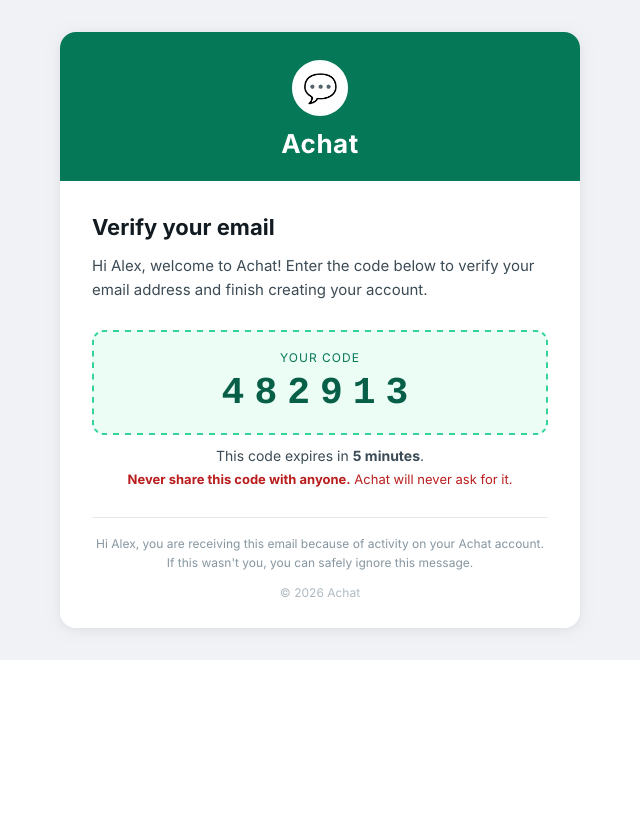 Achat
Verify your email
Hi Alex, welcome to Achat! Enter the code below to verify your
email address and finish creating your account.
YOUR CODE
482913
This code expires in 5 minutes.
Never share this code with anyone. Achat will never ask for it.
Hi Alex, you are receiving this email because of activity on your Achat account.
If this wasn't you, you can safely ignore this message.
© 2026 Achat